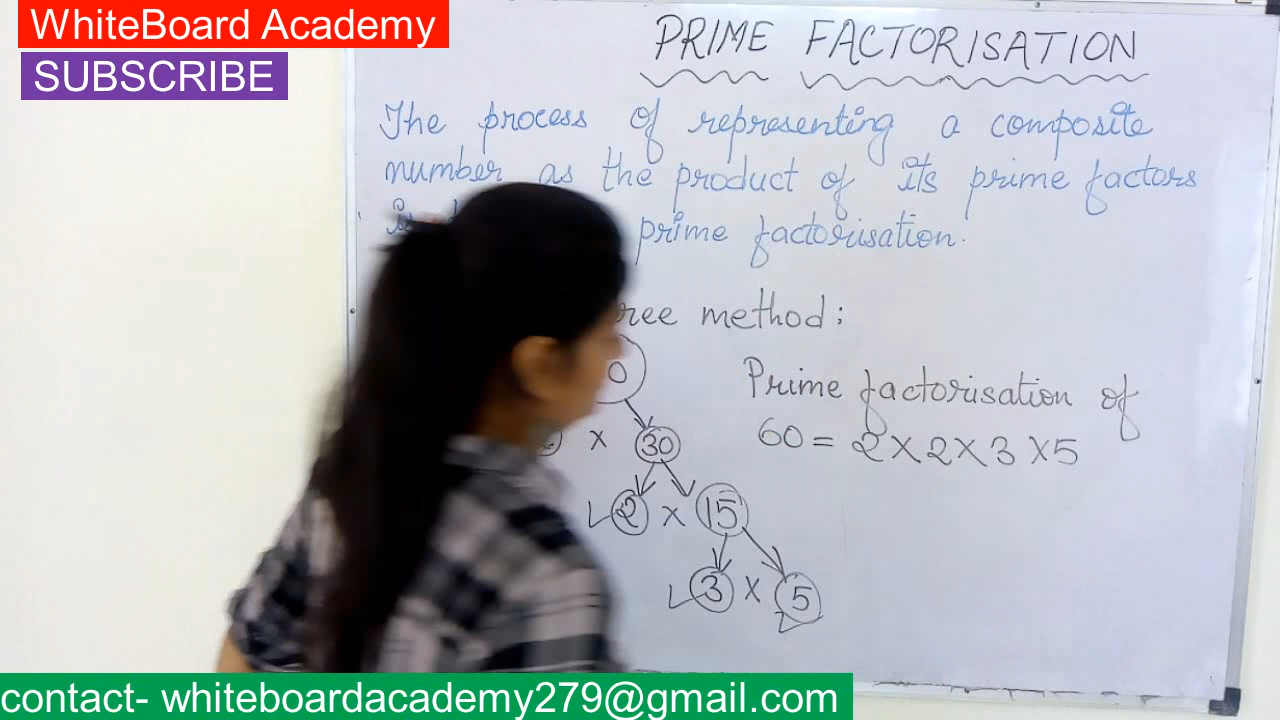 WhiteBoard Academy
SUBSCRIBE
PRIME FACTORISATION
The process of representing a composite
number as the product of its prime factors
prime factorisation.
method:
Prime factorisation of
60 = 2 x 2 x 3 x 5
x 30
2 x 15
3 x 5
contact- whiteboardacademy279@gmail.com